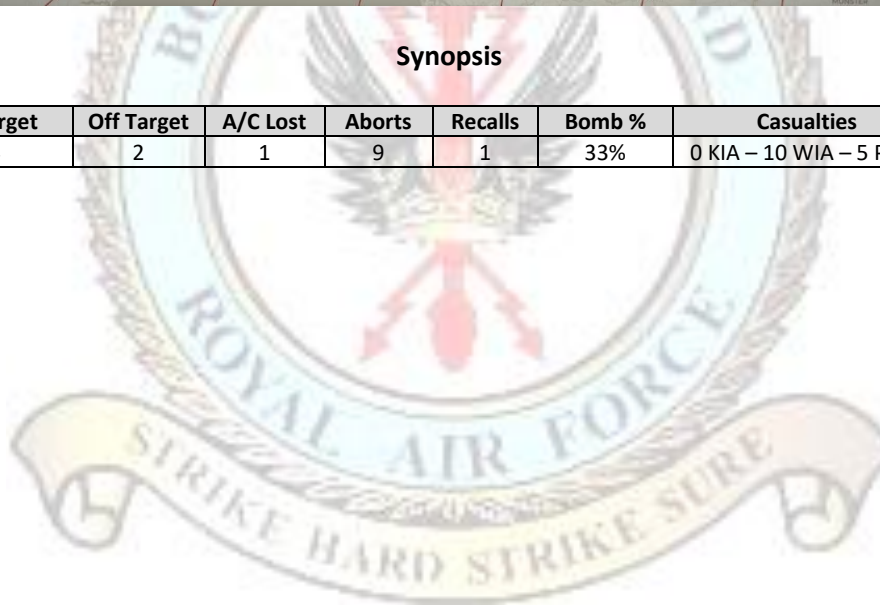 Synopsis
rget Off Target A/C Lost Aborts Recalls Bomb % Casualties
2 1 9 1 33% 0 KIA – 10 WIA – 5 P
ROYAL AIR FORCE
STRIKE HARD STRIKE SURE